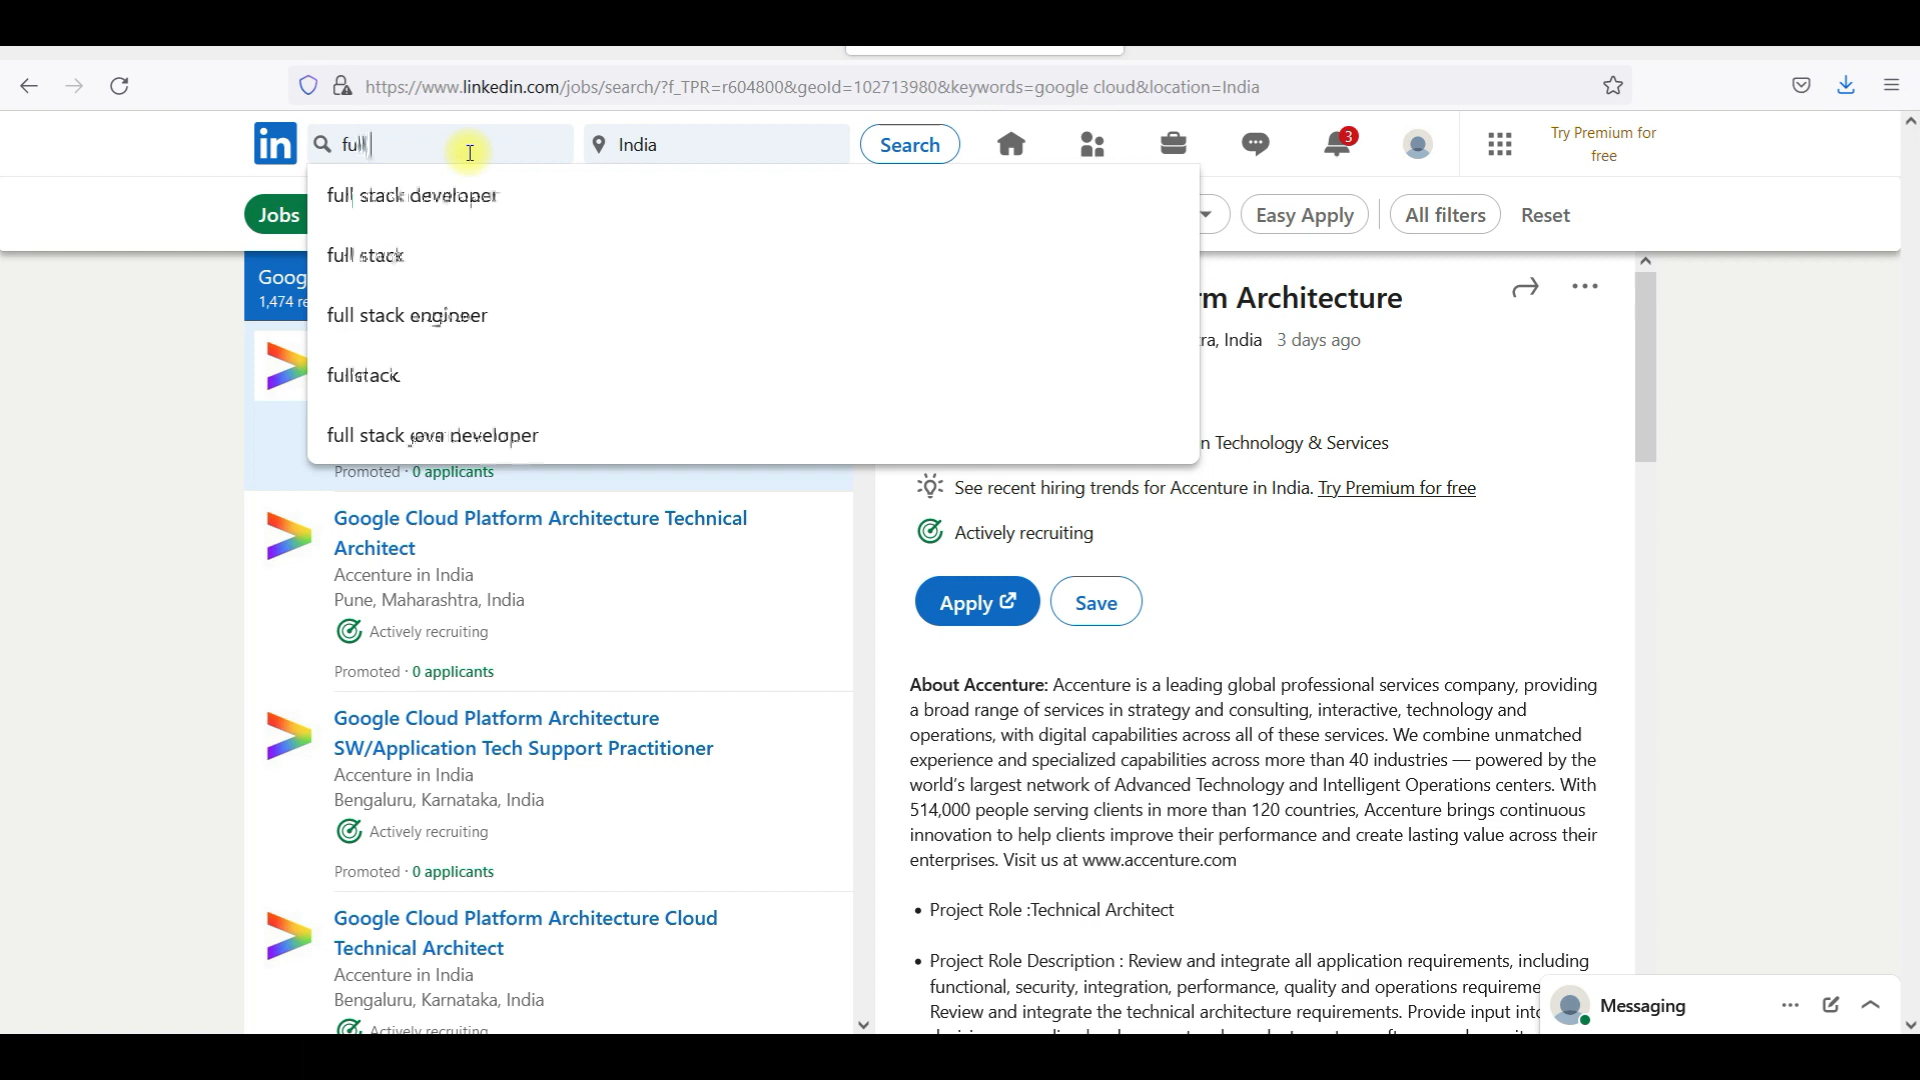 https://www.linkedin.com/jobs/search/?f_TPR=r604800&geoId=102713980&keywords=google cloud&location=India
in
full
India
Search
3
Try Premium for
free
full stack developer
Jobs
Easy Apply
All filters
Reset
full stack
Goog
1,474 re
rm Architecture
full stack engineer
ra, India 3 days ago
fullstack
full stack java developer
n Technology & Services
Promoted · 0 applicants
See recent hiring trends for Accenture in India. Try Premium for free
Google Cloud Platform Architecture Technical
Architect
Accenture in India
Pune, Maharashtra, India
Actively recruiting
Promoted · 0 applicants
Google Cloud Platform Architecture
SW/Application Tech Support Practitioner
Accenture in India
Bengaluru, Karnataka, India
Actively recruiting
Promoted · 0 applicants
Google Cloud Platform Architecture Cloud
Technical Architect
Accenture in India
Bengaluru, Karnataka, India
Actively recruiting
Actively recruiting
Apply
Save
About Accenture: Accenture is a leading global professional services company, providing
a broad range of services in strategy and consulting, interactive, technology and
operations, with digital capabilities across all of these services. We combine unmatched
experience and specialized capabilities across more than 40 industries — powered by the
world's largest network of Advanced Technology and Intelligent Operations centers. With
514,000 people serving clients in more than 120 countries, Accenture brings continuous
innovation to help clients improve their performance and create lasting value across their
enterprises. Visit us at www.accenture.com
• Project Role :Technical Architect
• Project Role Description : Review and integrate all application requirements, including
functional, security, integration, performance, quality and operations requireme
Review and integrate the technical architecture requirements. Provide input into
Messaging